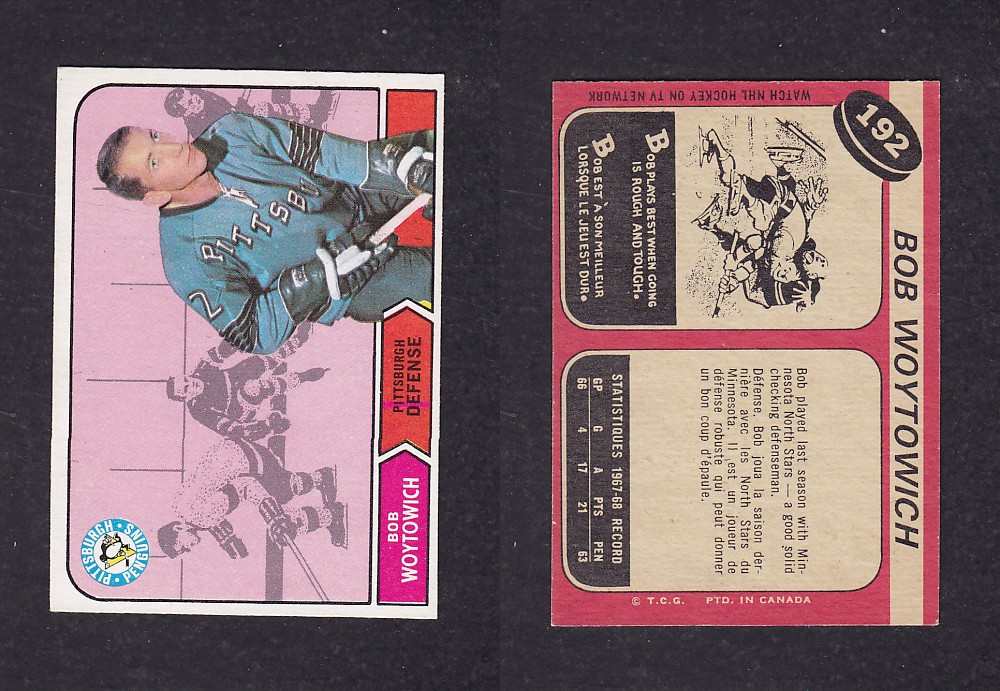 PITTSBURGH
DEFENSE
BOB
WOYTOWICH
PITTSBURGH • PENGUINS •
PITTSBU
7
192
BOB WOYTOWICH
WATCH NHL HOCKEY ON TV NETWORK
BOB PLAYS BEST WHEN GOING
IS ROUGH AND TOUGH.
BOB EST À SON MEILLEUR
LORSQUE LE JEU EST DUR.
Bob played last season with Min-
nesota North Stars — a good solid
checking defenseman.
Défense. Bob joua la saison der-
nière avec les North Stars du
Minnesota. Il est un joueur de
défense robuste qui peut donner
un bon coup d'épaule.
STATISTIQUES 1967-68 RECORD
GP G A PTS PEN
66 4 17 21 63
© T.C.G. PTD. IN CANADA